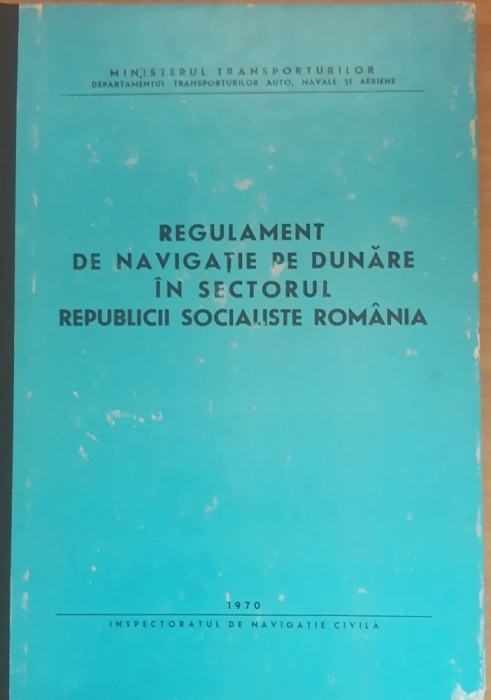 MINISTERUL TRANSPORTURILOR
DEPARTAMENTUL TRANSPORTURILOR AUTO, NAVALE ȘI AERIENE
REGULAMENT
DE NAVIGAȚIE PE DUNĂRE
ÎN SECTORUL
REPUBLICII SOCIALISTE ROMÂNIA
1970
INSPECTORATUL DE NAVIGAȚIE CIVILĂ